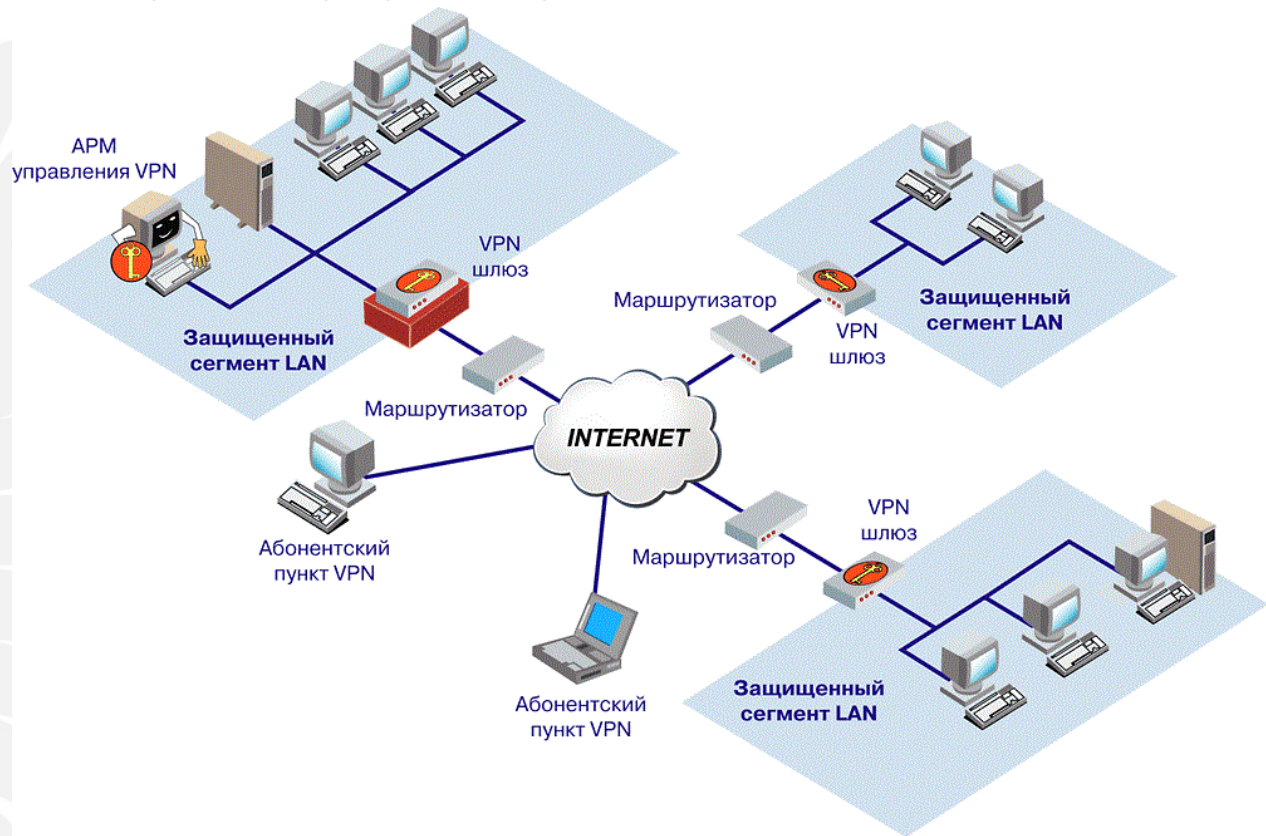 АРМ
управления VPN
VPN
шлюз
Защищенный
сегмент LAN
Маршрутизатор
Маршрутизатор
VPN
шлюз
Защищенный
сегмент LAN
INTERNET
Абонентский
пункт VPN
Абонентский
пункт VPN
Маршрутизатор
VPN
шлюз
Защищенный
сегмент LAN